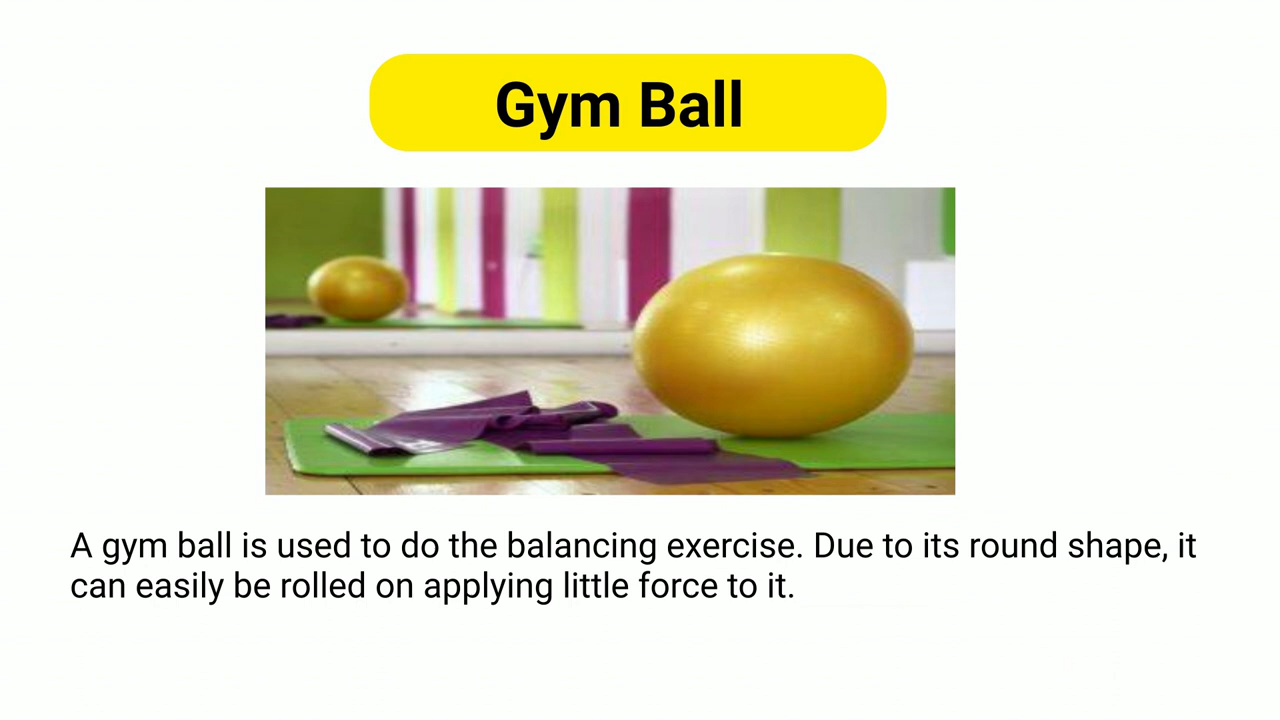 Gym Ball
A gym ball is used to do the balancing exercise. Due to its round shape, it
can easily be rolled on applying little force to it.